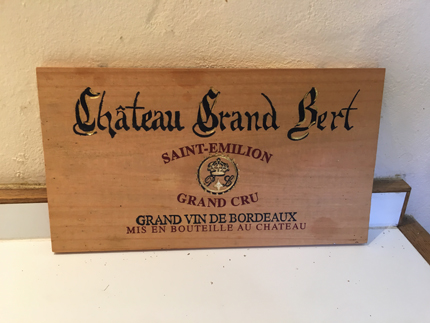 Château Grand Bert
SAINT-EMILION
GRAND CRU
GRAND VIN DE BORDEAUX
MIS EN BOUTEILLE AU CHATEAU